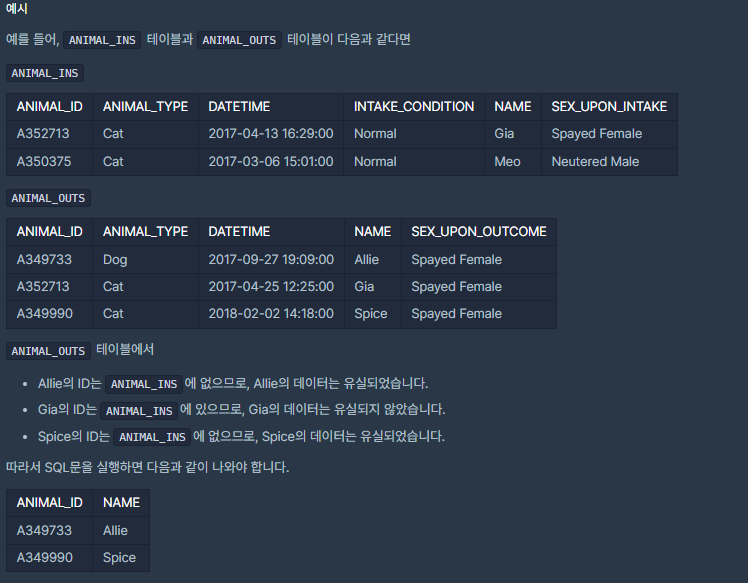 예시
예를 들어, ANIMAL_INS 테이블과 ANIMAL_OUTS 테이블이 다음과 같다면
ANIMAL_INS
ANIMAL_ID ANIMAL_TYPE DATETIME INTAKE_CONDITION NAME SEX_UPON_INTAKE
A352713 Cat 2017-04-13 16:29:00 Normal Gia Spayed Female
A350375 Cat 2017-03-06 15:01:00 Normal Meo Neutered Male
ANIMAL_OUTS
ANIMAL_ID ANIMAL_TYPE DATETIME NAME SEX_UPON_OUTCOME
A349733 Dog 2017-09-27 19:09:00 Allie Spayed Female
A352713 Cat 2017-04-25 12:25:00 Gia Spayed Female
A349990 Cat 2018-02-02 14:18:00 Spice Spayed Female
ANIMAL_OUTS 테이블에서
• Allie의 ID는 ANIMAL_INS 에 없으므로, Allie의 데이터는 유실되었습니다.
• Gia의 ID는 ANIMAL_INS 에 있으므로, Gia의 데이터는 유실되지 않았습니다.
• Spice의 ID는 ANIMAL_INS 에 없으므로, Spice의 데이터는 유실되었습니다.
따라서 SQL문을 실행하면 다음과 같이 나와야 합니다.
ANIMAL_ID NAME
A349733 Allie
A349990 Spice